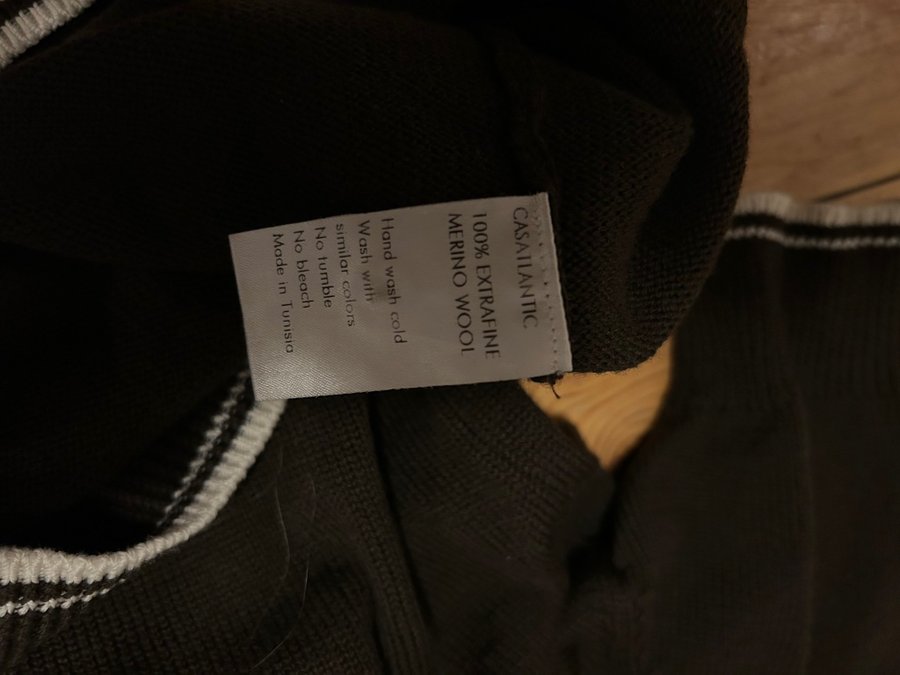 CASATLANTIC
100% EXTRAFINE
MERINO WOOL
Hand wash cold
Wash with
similar colors
No tumble
No bleach
Made in Tunisia